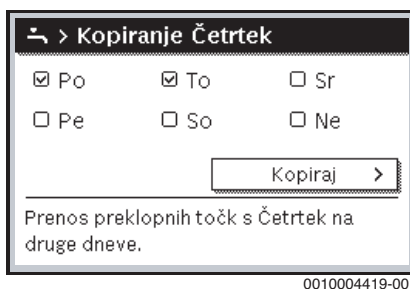 > Kopiranje Četrtek
Po To Sr
Pe So Ne
Kopiraj >
Prenos preklopnih točk s Četrtek na
druge dneve.
0010004419-00